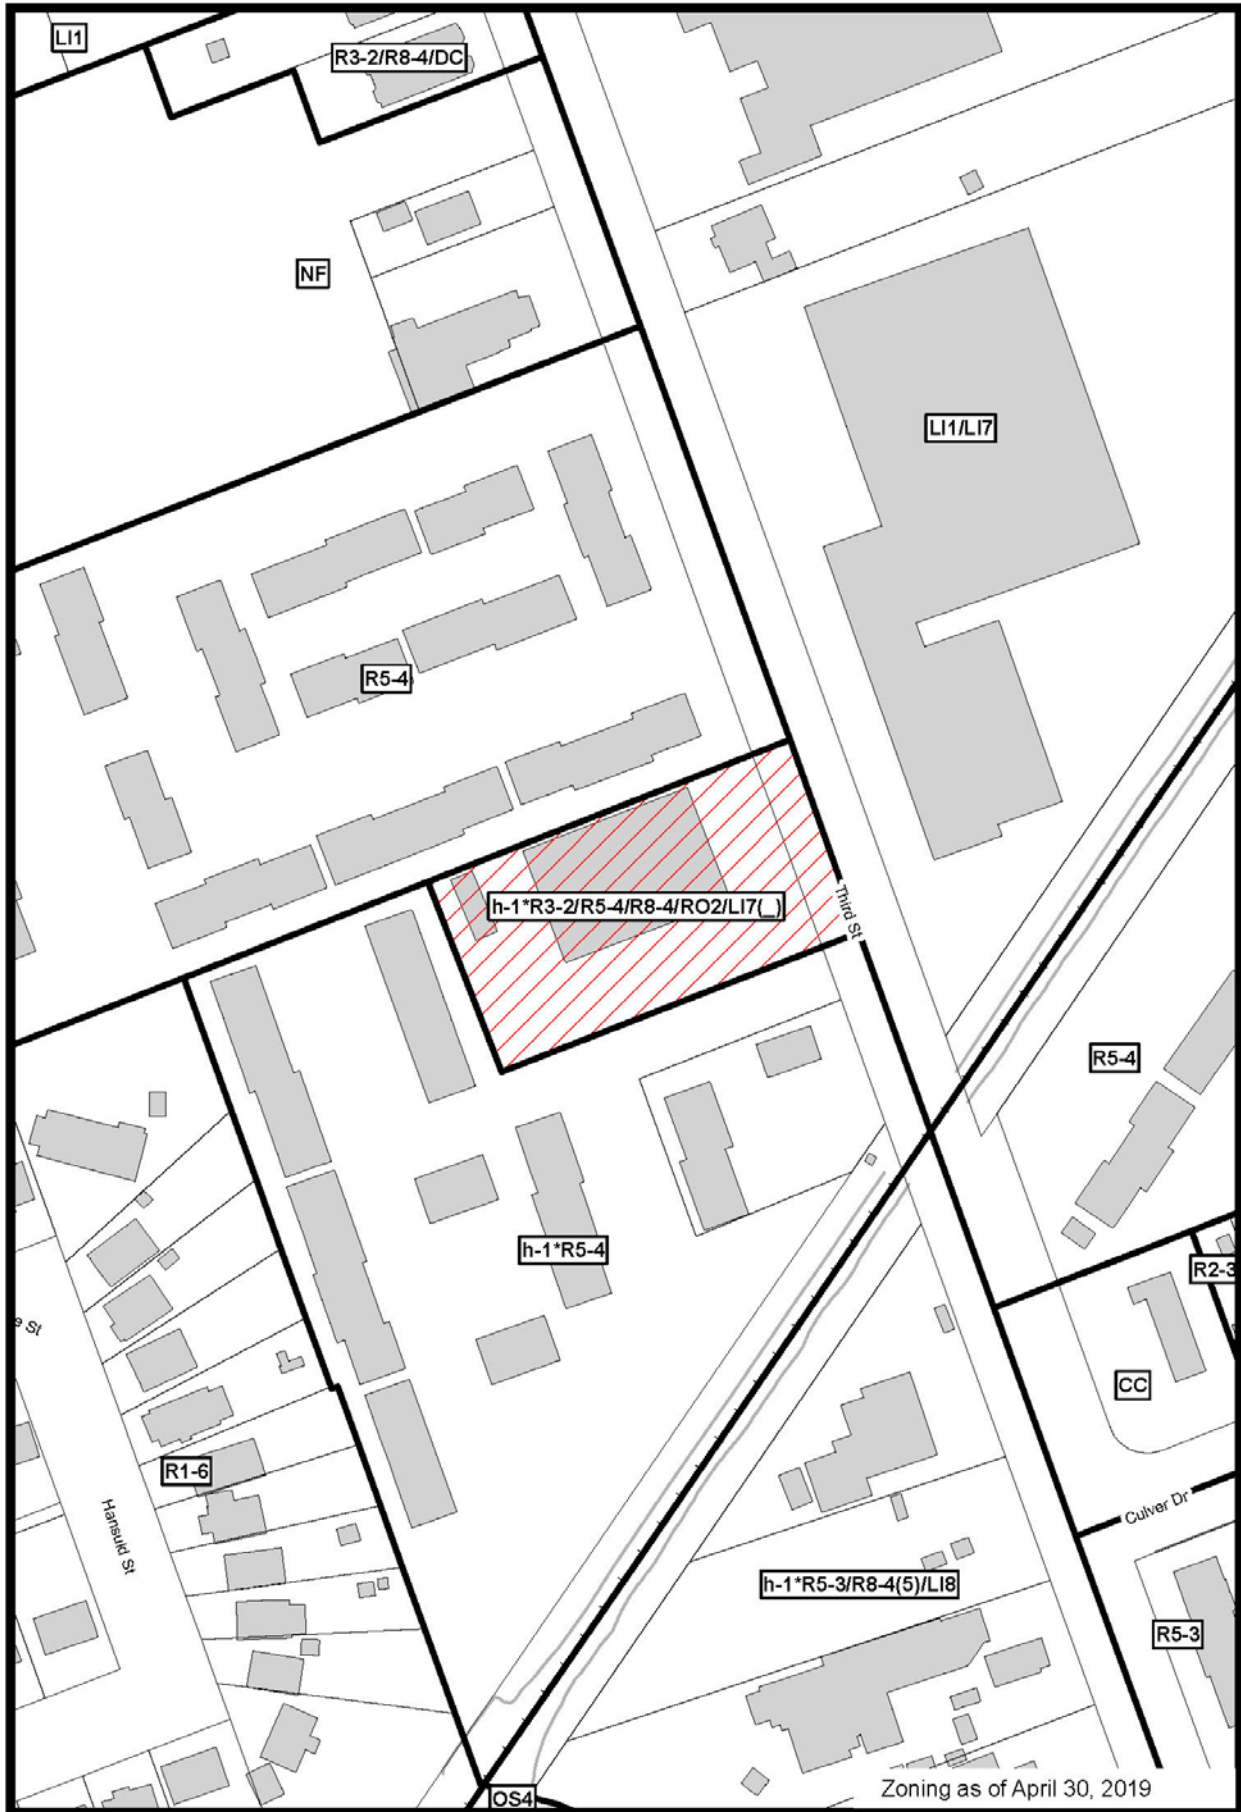 LI1
R3-2/R8-4/DC
NF
LI1/LI7
R5-4
h-1*R3-2/R5-4/R8-4/RO2/LI7(_)
Third St
R5-4
h-1*R5-4
R2-3
e St
CC
R1-6
Culver Dr
Hansuld St
h-1*R5-3/R8-4(5)/LI8
R5-3
Zoning as of April 30, 2019
OS4